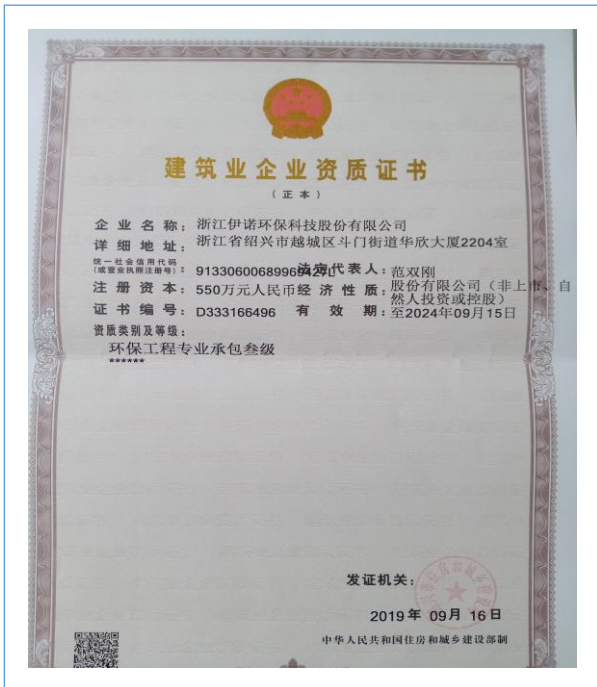 建筑业企业资质证书
（正本）
企业名称：浙江伊诺环保科技股份有限公司
详细地址：浙江省绍兴市越城区斗门街道华欣大厦2204室
统一社会信用代码
（或营业执照注册号）：
法定代表人：范双刚
注册资本：550万元人民币 经济性质：股份有限公司（非上市、自
然人投资或控股）
证书编号：D333166496 有效期：至2024年09月15日
资质类别及等级：
环保工程专业承包叁级
******
发证机关：
2019年 09月 16日
中华人民共和国住房和城乡建设部制